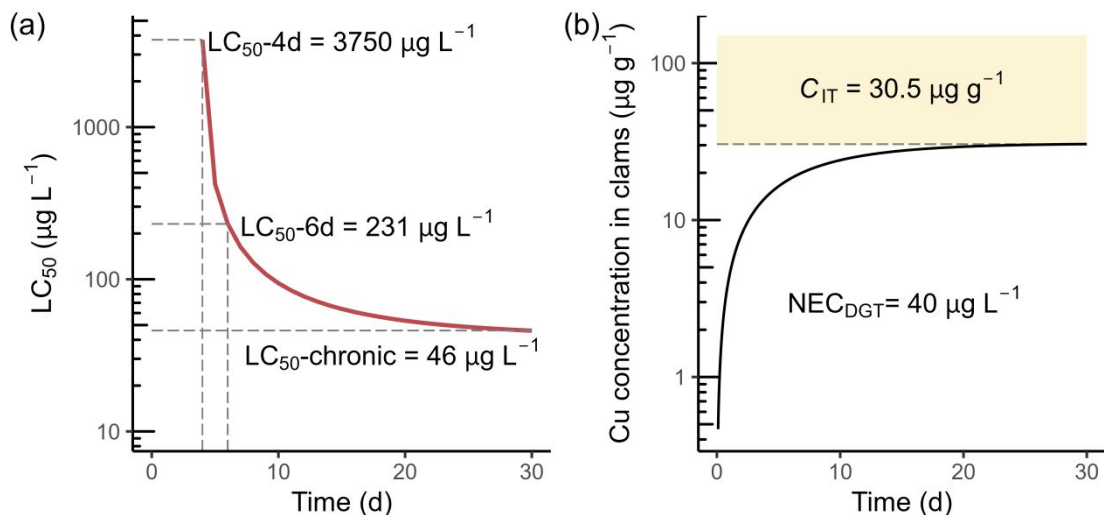 (a)
LC₅₀ (µg L⁻¹)
1000
100
10
LC₅₀-4d = 3750 µg L⁻¹
LC₅₀-6d = 231 µg L⁻¹
LC₅₀-chronic = 46 µg L⁻¹
0
10
20
30
Time (d)
(b)
Cu concentration in clams (µg g⁻¹)
100
10
1
C_IT = 30.5 µg g⁻¹
NEC_DGT= 40 µg L⁻¹
0
10
20
30
Time (d)